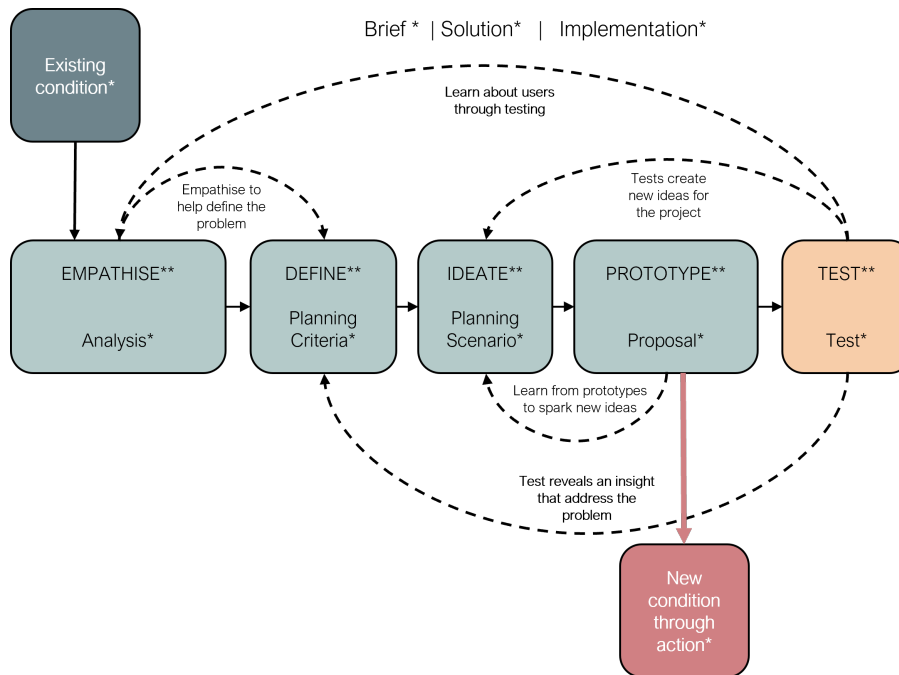 Brief * | Solution* | Implementation*
Existing
condition*
Learn about users
through testing
Empathise to
help define the
problem
Tests create
new ideas for
the project
EMPATHISE**
Analysis*
DEFINE**
Planning
Criteria*
IDEATE**
Planning
Scenario*
PROTOTYPE**
Proposal*
TEST**
Test*
Learn from prototypes
to spark new ideas
Test reveals an insight
that address the
problem
New
condition
through
action*